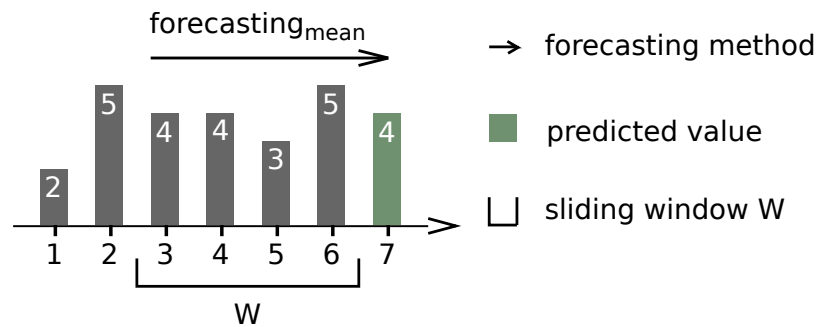 forecasting_mean
forecasting method
5
5
4
4
4
predicted value
3
2
sliding window W
1 2 3 4 5 6 7
W